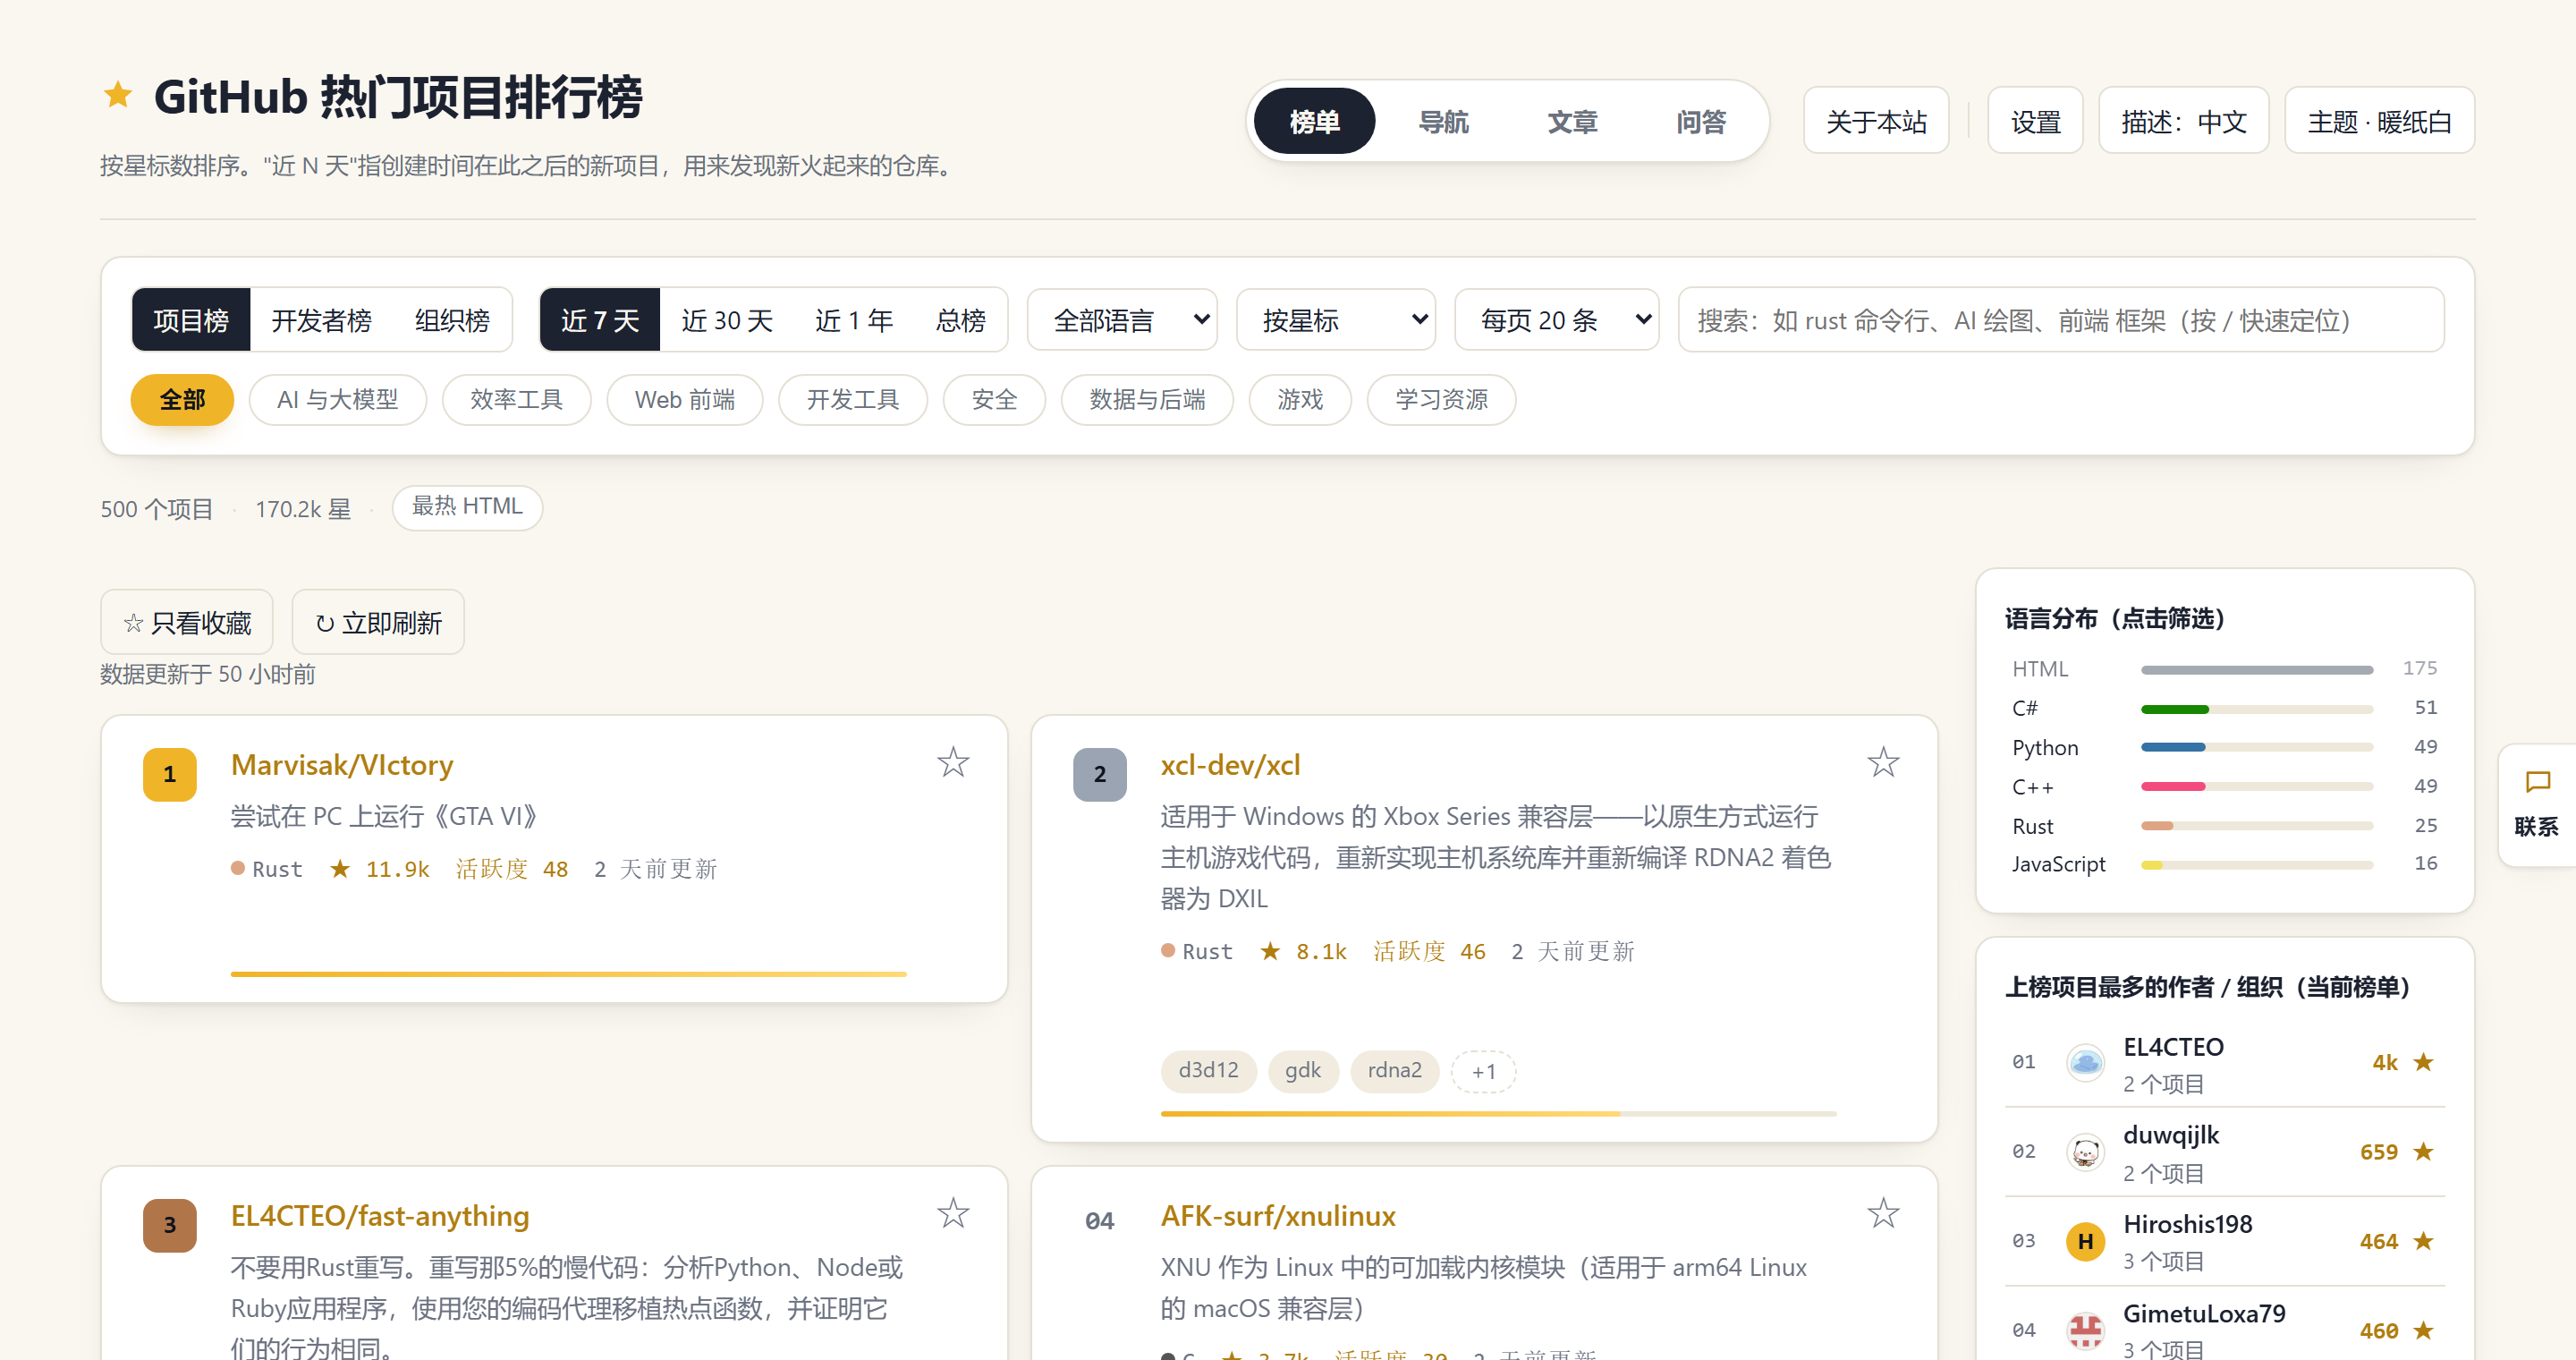 GitHub 热门项目排行榜
按星标数排序。"近 N 天"指创建时间在此之后的新项目，用来发现新火起来的仓库。
榜单 导航 文章 问答 关于本站 设置 描述：中文 主题 · 暖纸白
项目榜 开发者榜 组织榜 近 7 天 近 30 天 近 1 年 总榜 全部语言 按星标 每页 20 条 搜索：如 rust 命令行、AI 绘图、前端 框架（按 / 快速定位）
全部 AI 与大模型 效率工具 Web 前端 开发工具 安全 数据与后端 游戏 学习资源
500 个项目 · 170.2k 星 · 最热 HTML
☆ 只看收藏 ↻ 立即刷新
数据更新于 50 小时前
1 Marvisak/VIctory
尝试在 PC 上运行《GTA VI》
Rust ★ 11.9k 活跃度 48 2 天前更新
2 xcl-dev/xcl
适用于 Windows 的 Xbox Series 兼容层——以原生方式运行
主机游戏代码，重新实现主机系统库并重新编译 RDNA2 着色
器为 DXIL
Rust ★ 8.1k 活跃度 46 2 天前更新
d3d12 gdk rdna2 +1
3 EL4CTEO/fast-anything
不要用Rust重写。重写那5%的慢代码：分析Python、Node或
Ruby应用程序，使用您的编码代理移植热点函数，并证明它
们的行为相同。
04 AFK-surf/xnulinux
XNU 作为 Linux 中的可加载内核模块（适用于 arm64 Linux
的 macOS 兼容层）
C ★ 3.7k 活跃度 39 2 天前更新
语言分布（点击筛选）
HTML 175
C# 51
Python 49
C++ 49
Rust 25
JavaScript 16
上榜项目最多的作者 / 组织（当前榜单）
01 EL4CTEO 4k ★
2 个项目
02 duwqijlk 659 ★
2 个项目
03 H Hiroshis198 464 ★
3 个项目
04 GimetuLoxa79 460 ★
3 个项目
联系